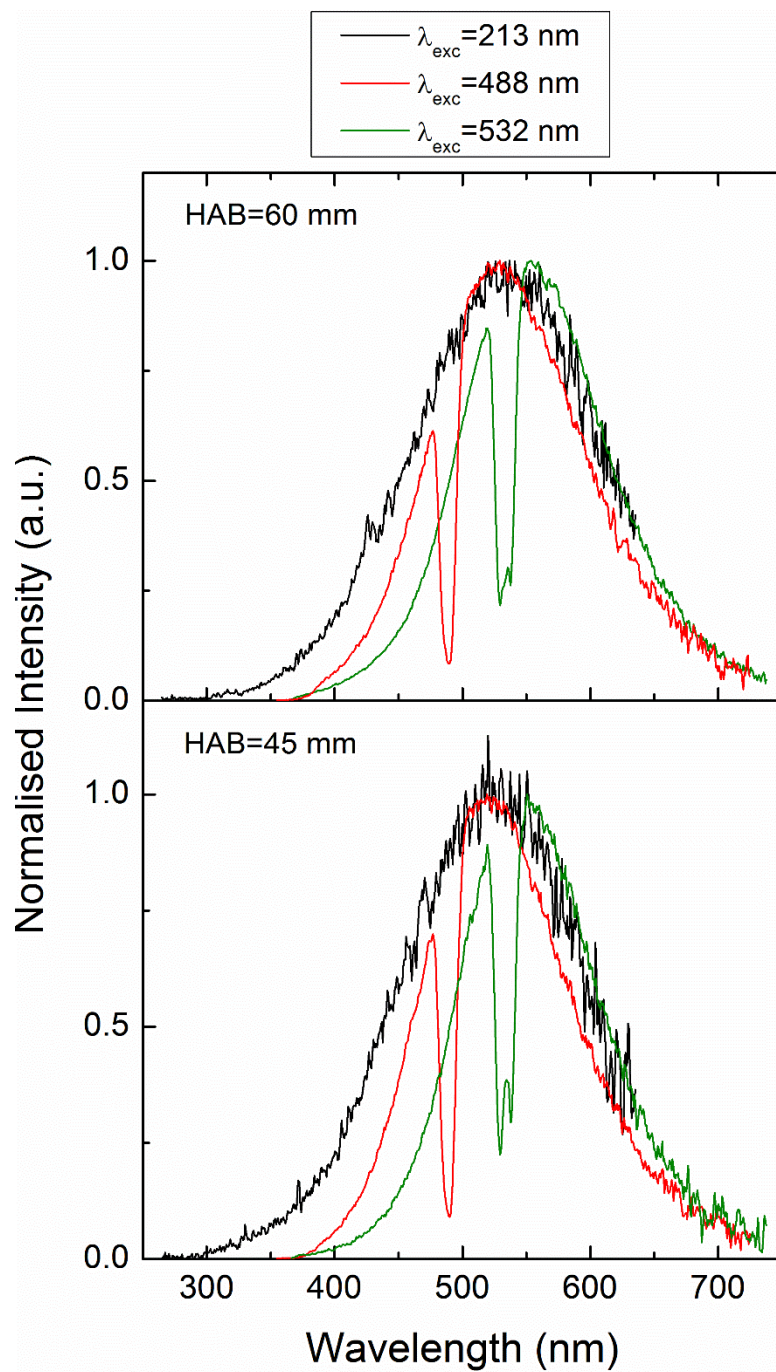 λexc=213 nm
λexc=488 nm
λexc=532 nm
HAB=60 mm
1.0
0.5
0.0
HAB=45 mm
1.0
0.5
0.0
300 400 500 600 700
Wavelength (nm)
Normalised Intensity (a.u.)